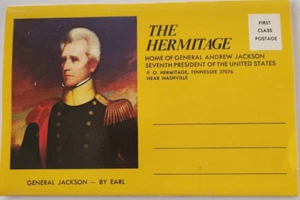 THE
HERMITAGE
HOME OF GENERAL ANDREW JACKSON
SEVENTH PRESIDENT OF THE UNITED STATES
P. O. HERMITAGE, TENNESSEE 37076
NEAR NASHVILLE
FIRST
CLASS
POSTAGE
GENERAL JACKSON — BY EARL